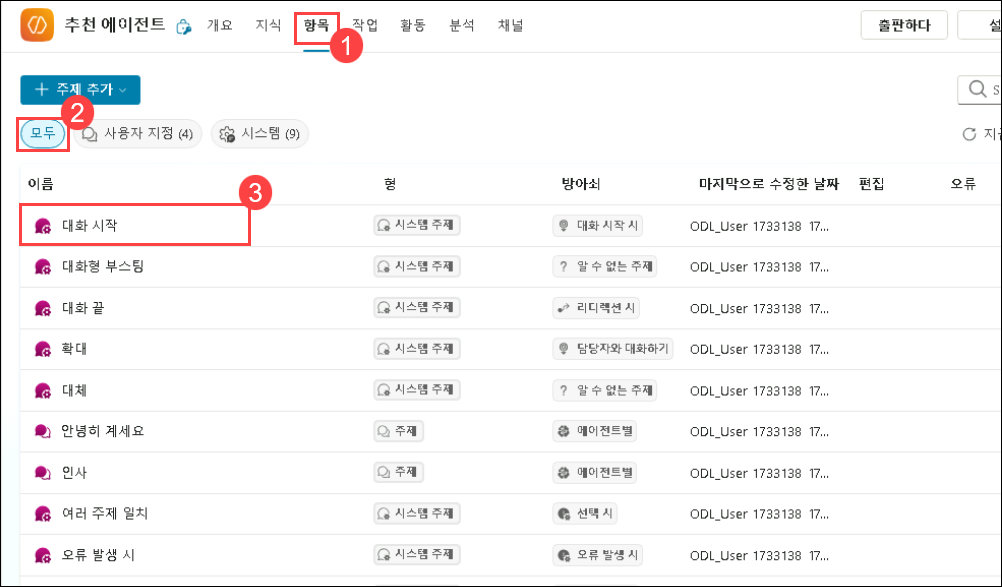 추천 에이전트 개요 지식 항목 작업 활동 분석 채널 출판하다
1
주제 추가
2
모두 사용자 지정 (4) 시스템 (9)
이름 형 방아쇠 마지막으로 수정한 날짜 편집 오류
3
대화 시작 시스템 주제 대화 시작 시 ODL_User 1733138 17...
대화형 부스팅 시스템 주제 알 수 없는 주제 ODL_User 1733138 17...
대화 끝 시스템 주제 리디렉션 시 ODL_User 1733138 17...
확대 시스템 주제 담당자와 대화하기 ODL_User 1733138 17...
대체 시스템 주제 알 수 없는 주제 ODL_User 1733138 17...
안녕히 계세요 주제 에이전트별 ODL_User 1733138 17...
인사 주제 에이전트별 ODL_User 1733138 17...
여러 주제 일치 시스템 주제 선택 시 ODL_User 1733138 17...
오류 발생 시 시스템 주제 오류 발생 시 ODL_User 1733138 17...